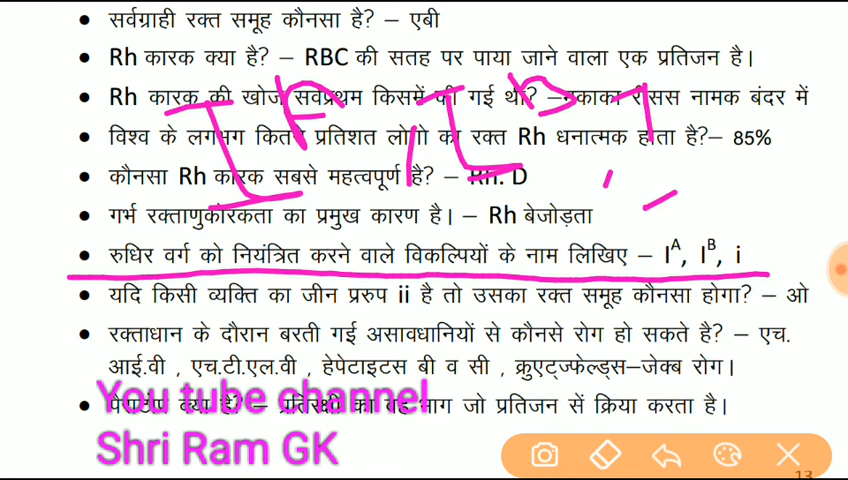 • सर्वग्राही रक्त समूह कौनसा है? – एबी
• Rh कारक क्या है? – RBC की सतह पर पाया जाने वाला एक प्रतिजन है।
• Rh कारक की खोज सर्वप्रथम किसमें की गई थी? –मकाका रीसस नामक बंदर में
• विश्व के लगभग कितने प्रतिशत लोगो का रक्त Rh धनात्मक होता है?– 85%
• कौनसा Rh कारक सबसे महत्वपूर्ण है? – Rh. D
• गर्भ रक्ताणुकोरकता का प्रमुख कारण है। – Rh बेजोड़ता
• रुधिर वर्ग को नियंत्रित करने वाले विकल्पियों के नाम लिखिए – I^A, I^B, i
• यदि किसी व्यक्ति का जीन प्ररुप ii है तो उसका रक्त समूह कौनसा होगा? – ओ
• रक्ताधान के दौरान बरती गई असावधानियों से कौनसे रोग हो सकते है? – एच.
आई.वी , एच.टी.एल.वी , हेपेटाइटस बी व सी , क्रुएट्ज्फेल्ड्स–जेक्ब रोग।
• पैराटोप क्या है? – प्रतिरक्षी का वह भाग जो प्रतिजन सें क्रिया करता है।
You tube channel
Shri Ram GK
13